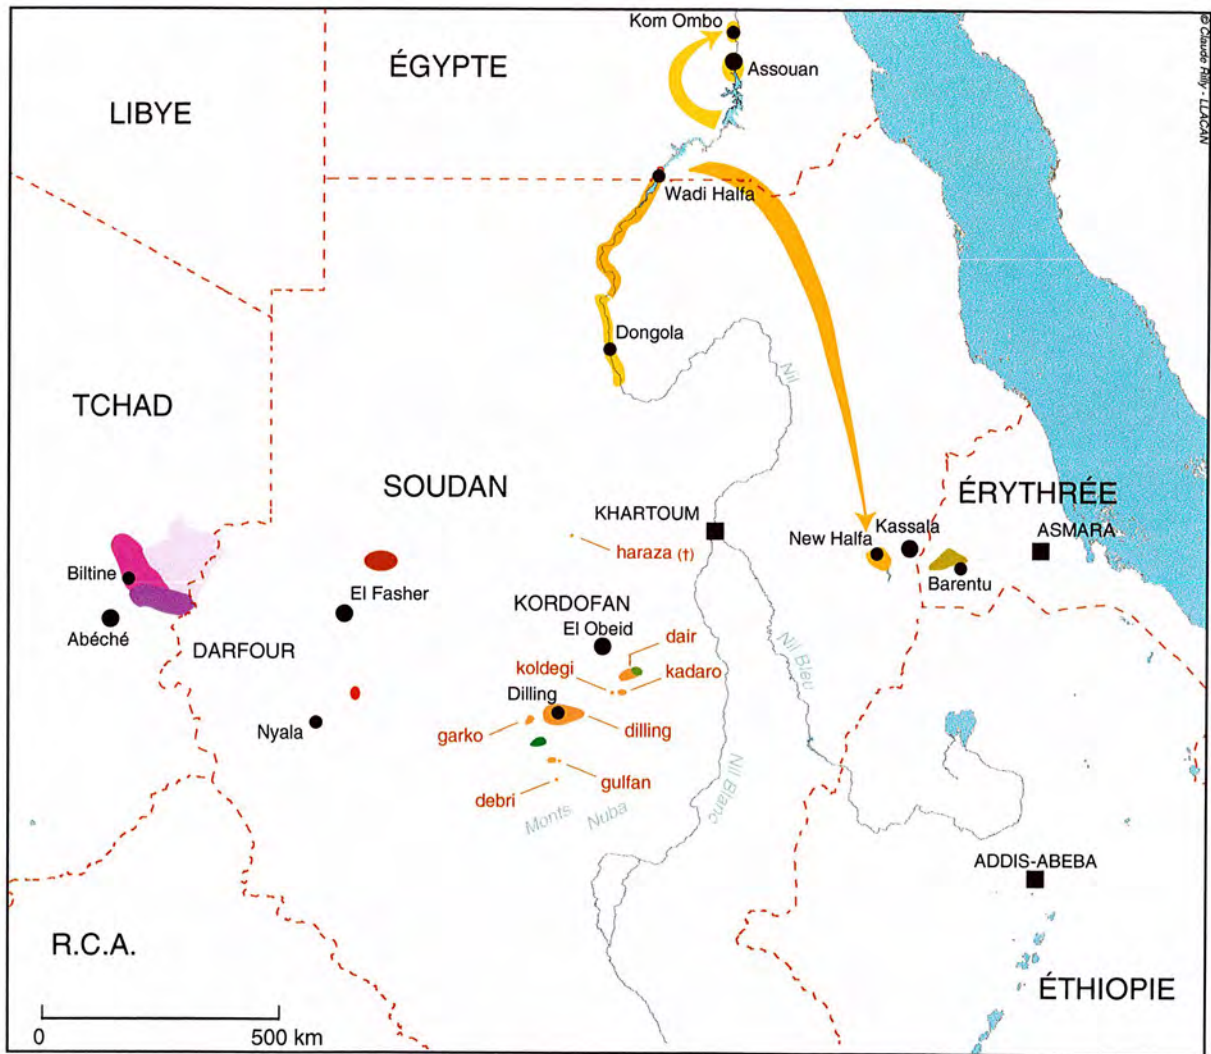 © Claude Rilly - LLACAN
Kom Ombo
ÉGYPTE
Assouan
LIBYE
Wadi Halfa
Dongola
Nil
TCHAD
SOUDAN
ÉRYTHRÉE
KHARTOUM
Kassala
ASMARA
New Halfa
haraza (†)
Biltine
Barentu
El Fasher
KORDOFAN
El Obeid
Abéché
DARFOUR
dair
Nil Bleu
koldegi
kadaro
Dilling
Nyala
garko
dilling
gulfan
debri
Nil Blanc
Monts Nuba
ADDIS-ABEBA
R.C.A.
ÉTHIOPIE
0 500 km